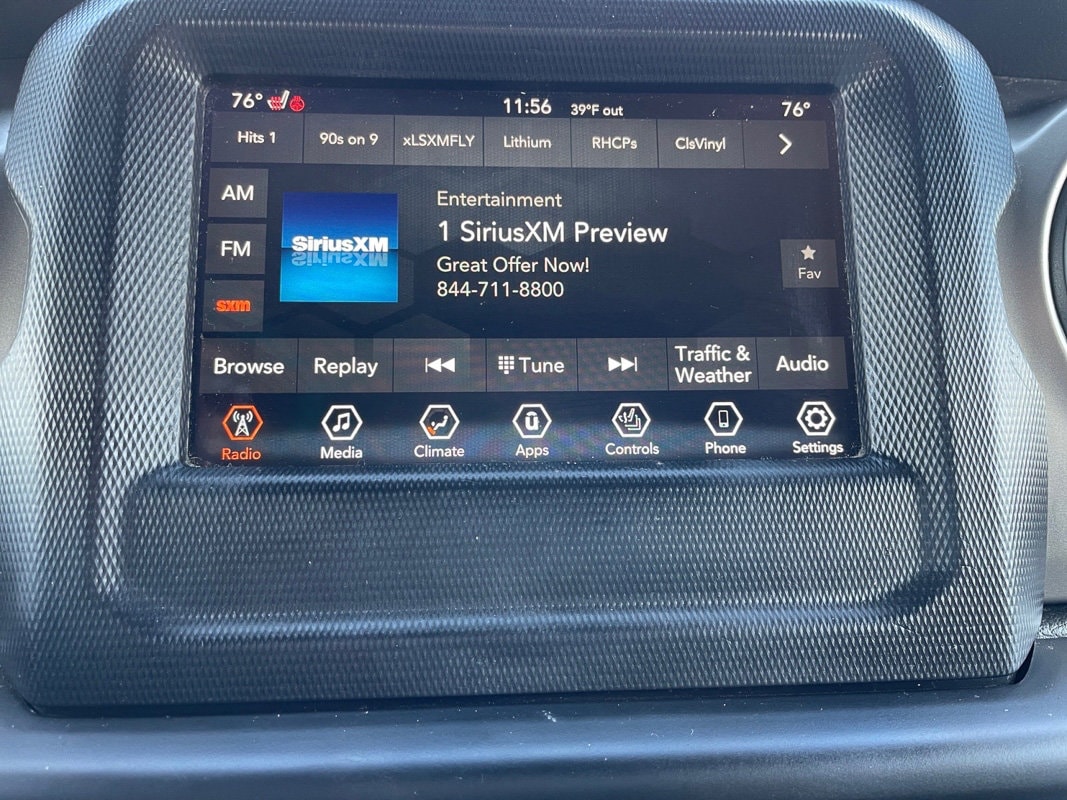 76° 11:56 39°F out 76°
Hits 1 90s on 9 xLSXMFLY Lithium RHCPs ClsVinyl
AM
FM
sxm
SiriusXM
Entertainment
1 SiriusXM Preview
Great Offer Now!
844-711-8800
Fav
Browse Replay Tune Traffic & Weather Audio
Radio Media Climate Apps Controls Phone Settings